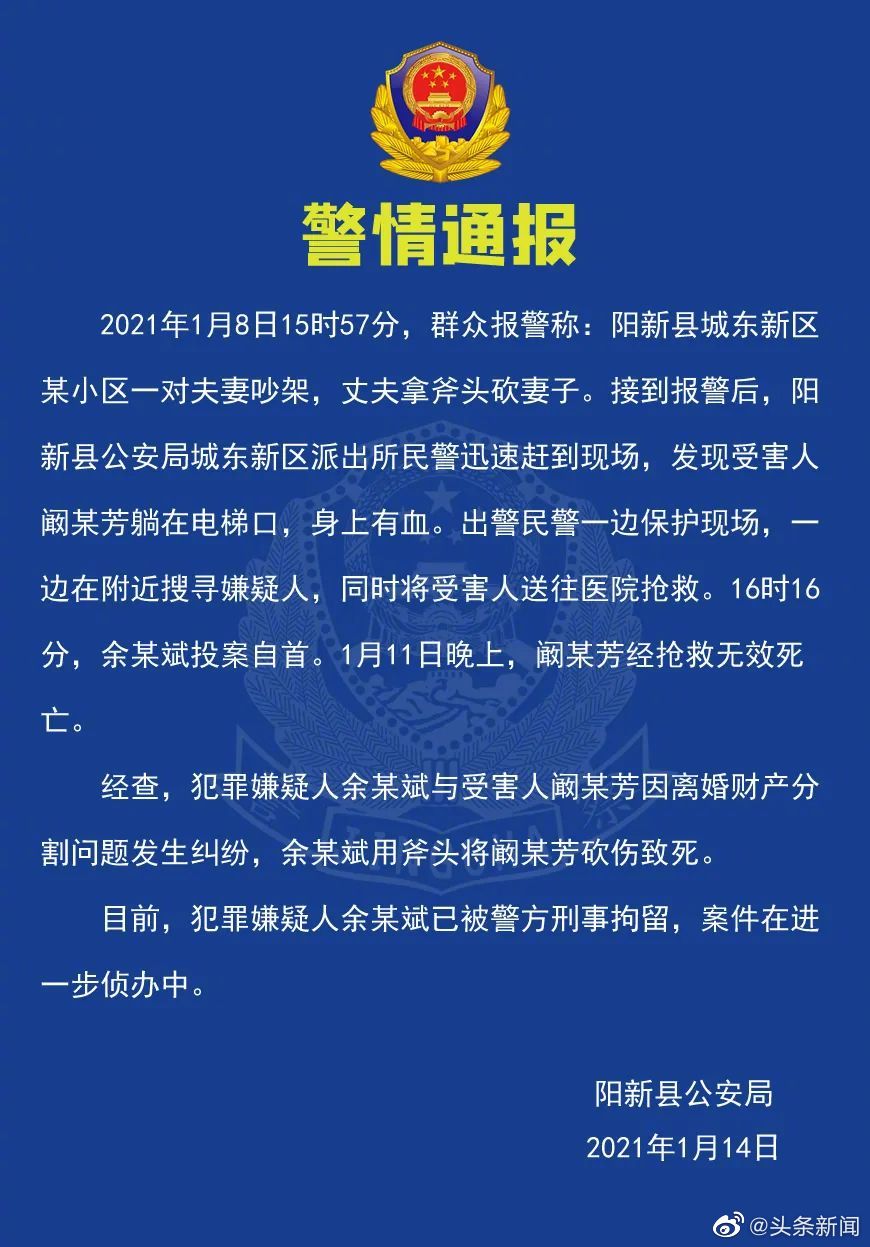 警情通报
2021年1月8日15时57分，群众报警称：阳新县城东新区
某小区一对夫妻吵架，丈夫拿斧头砍妻子。接到报警后，阳
新县公安局城东新区派出所民警迅速赶到现场，发现受害人
阚某芳躺在电梯口，身上有血。出警民警一边保护现场，一
边在附近搜寻嫌疑人，同时将受害人送往医院抢救。16时16
分，余某斌投案自首。1月11日晚上，阚某芳经抢救无效死
亡。
经查，犯罪嫌疑人余某斌与受害人阚某芳因离婚财产分
割问题发生纠纷，余某斌用斧头将阚某芳砍伤致死。
目前，犯罪嫌疑人余某斌已被警方刑事拘留，案件在进
一步侦办中。
阳新县公安局
2021年1月14日
@头条新闻